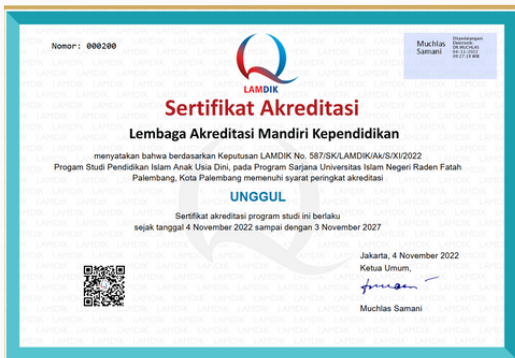 Nomor: 000200
Muchlas
Samani
LAMDIK
Sertifikat Akreditasi
Lembaga Akreditasi Mandiri Kependidikan
menyatakan bahwa berdasarkan Keputusan LAMDIK No. 587/SK/LAMDIK/Ak/S/XI/2022
Progam Studi Pendidikan Islam Anak Usia Dini, pada Program Sarjana Universitas Islam Negeri Raden Fatah
Palembang, Kota Palembang memenuhi syarat peringkat akreditasi
UNGGUL
Sertifikat akreditasi program studi ini berlaku
sejak tanggal 4 November 2022 sampai dengan 3 November 2027
Jakarta, 4 November 2022
Ketua Umum,
Muchlas Samani